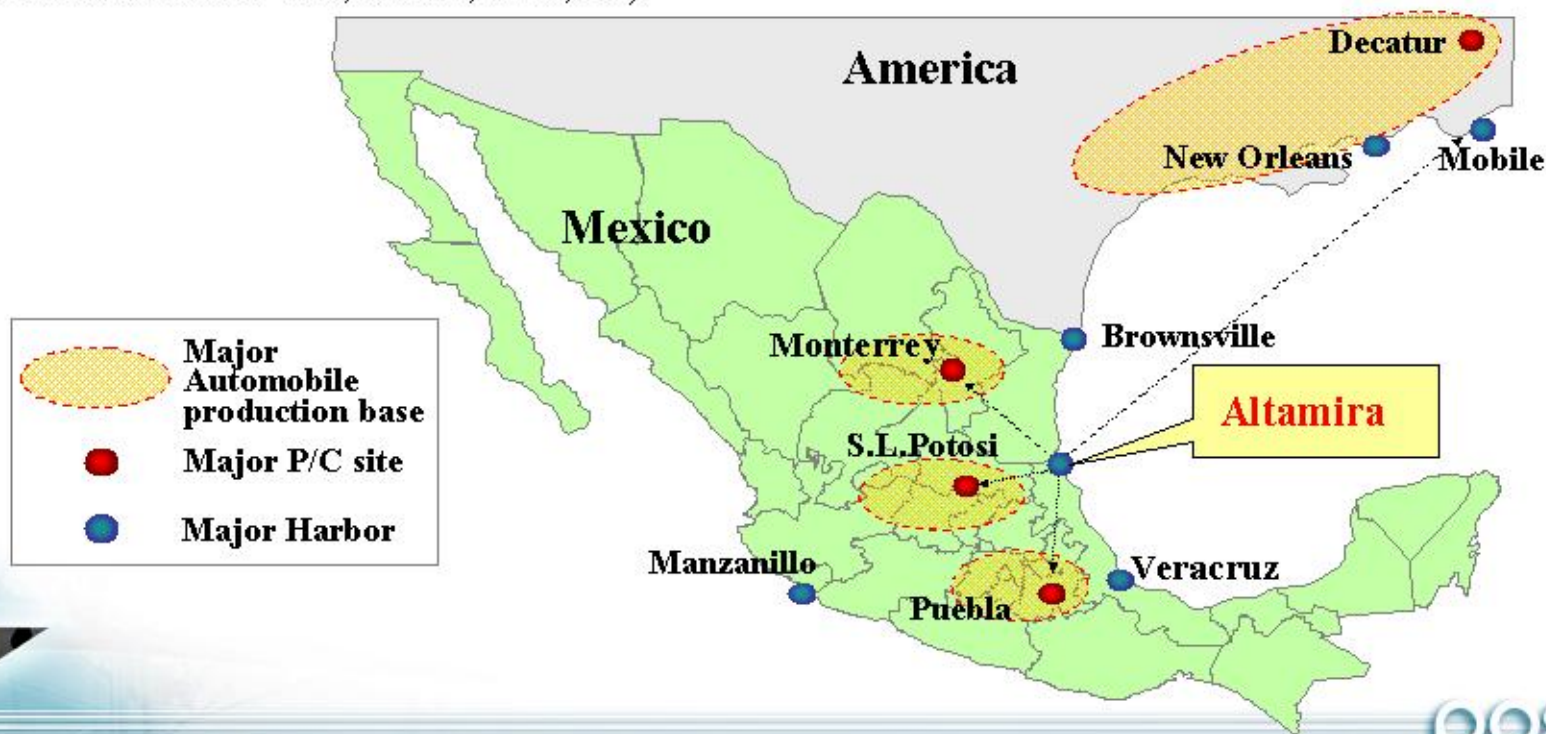 Decatur
America
New Orleans
Mobile
Mexico
Brownsville
Monterrey
Altamira
S.L.Potosi
Manzanillo
Veracruz
Puebla
Major
Automobile
production base
Major P/C site
Major Harbor